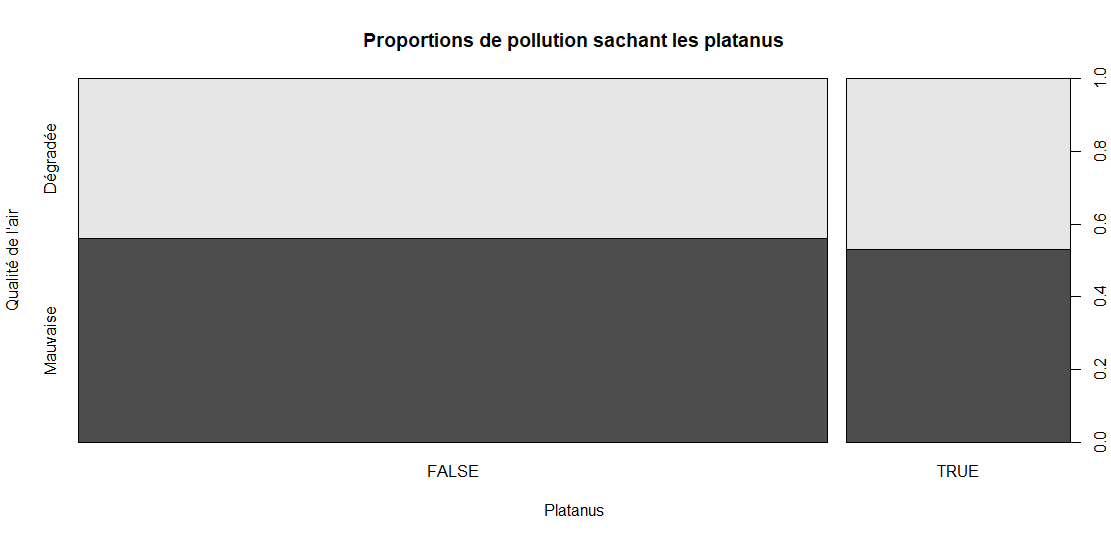 Proportions de pollution sachant les platanus
Qualité de l'air
Dégradée
Mauvaise
1.0
0.8
0.6
0.4
0.2
0.0
FALSE
TRUE
Platanus